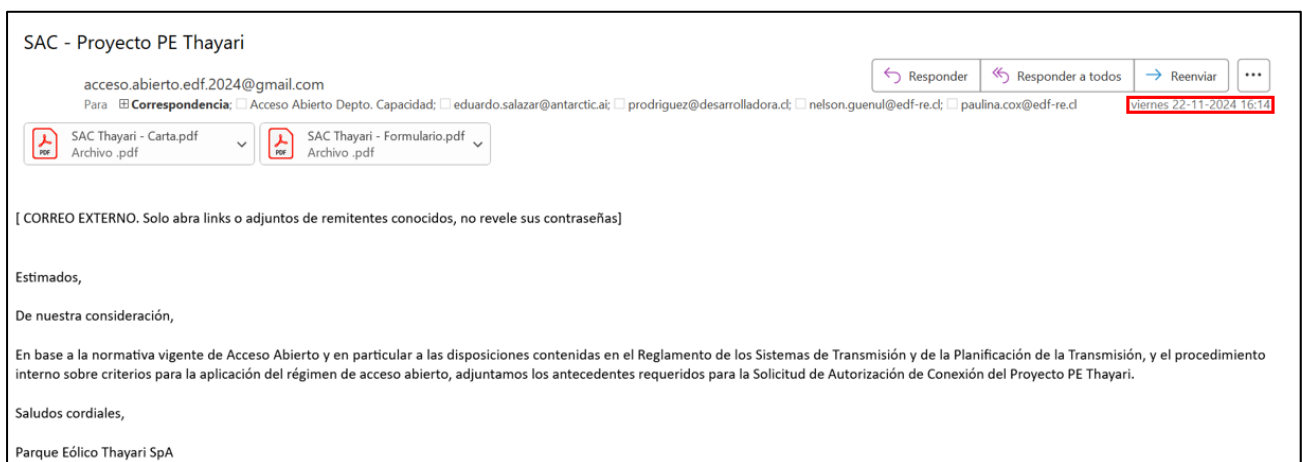 SAC - Proyecto PE Thayari
acceso.abierto.edf.2024@gmail.com
Responder
Responder a todos
Reenviar
Para Correspondencia; Acceso Abierto Depto. Capacidad; eduardo.salazar@antarctic.ai; prodriguez@desarrolladora.cl; nelson.guenul@edf-re.cl; paulina.cox@edf-re.cl
viernes 22-11-2024 16:14
SAC Thayari - Carta.pdf
Archivo .pdf
SAC Thayari - Formulario.pdf
Archivo .pdf
[ CORREO EXTERNO. Solo abra links o adjuntos de remitentes conocidos, no revele sus contraseñas]
Estimados,
De nuestra consideración,
En base a la normativa vigente de Acceso Abierto y en particular a las disposiciones contenidas en el Reglamento de los Sistemas de Transmisión y de la Planificación de la Transmisión, y el procedimiento
interno sobre criterios para la aplicación del régimen de acceso abierto, adjuntamos los antecedentes requeridos para la Solicitud de Autorización de Conexión del Proyecto PE Thayari.
Saludos cordiales,
Parque Eólico Thayari SpA